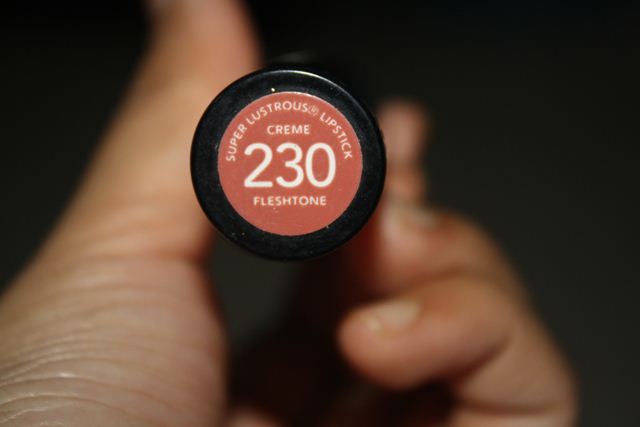 SUPER LUSTROUS® LIPSTICK
CREME
230
FLESHTONE